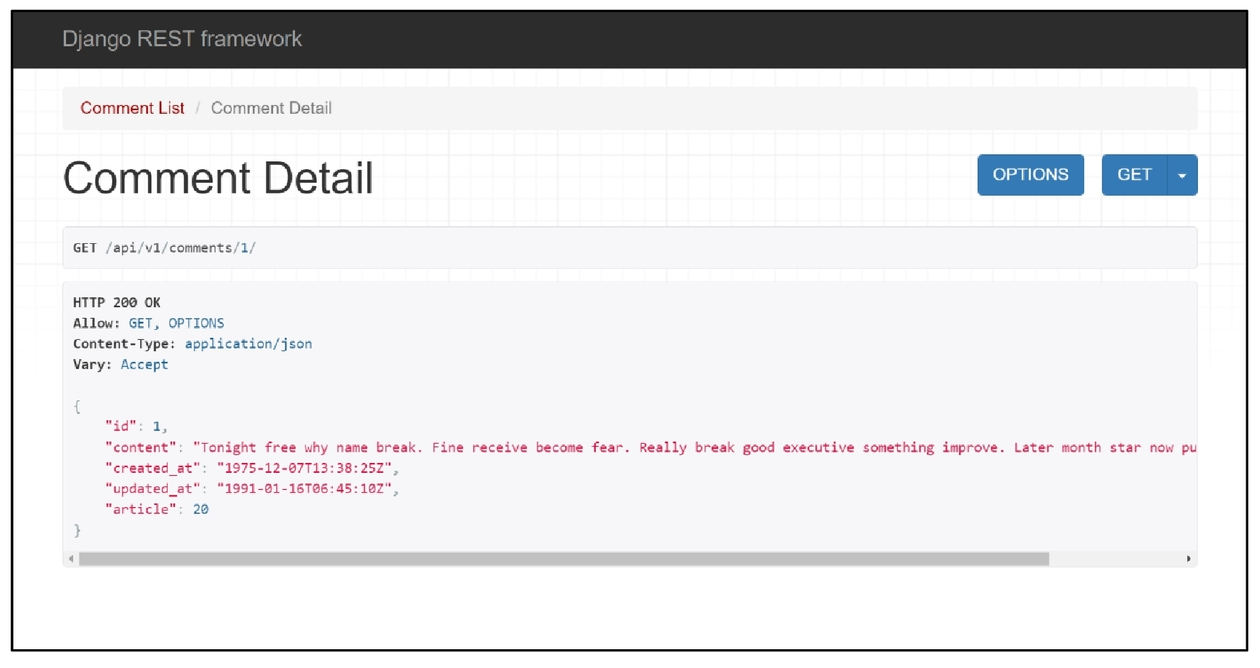 Django REST framework
Comment List / Comment Detail
Comment Detail
OPTIONS GET
GET /api/v1/comments/1/
HTTP 200 OK
Allow: GET, OPTIONS
Content-Type: application/json
Vary: Accept
{
"id": 1,
"content": "Tonight free why name break. Fine receive become fear. Really break good executive something improve. Later month star now
"created_at": "1975-12-07T13:38:25Z",
"updated_at": "1991-01-16T06:45:10Z",
"article": 20
}